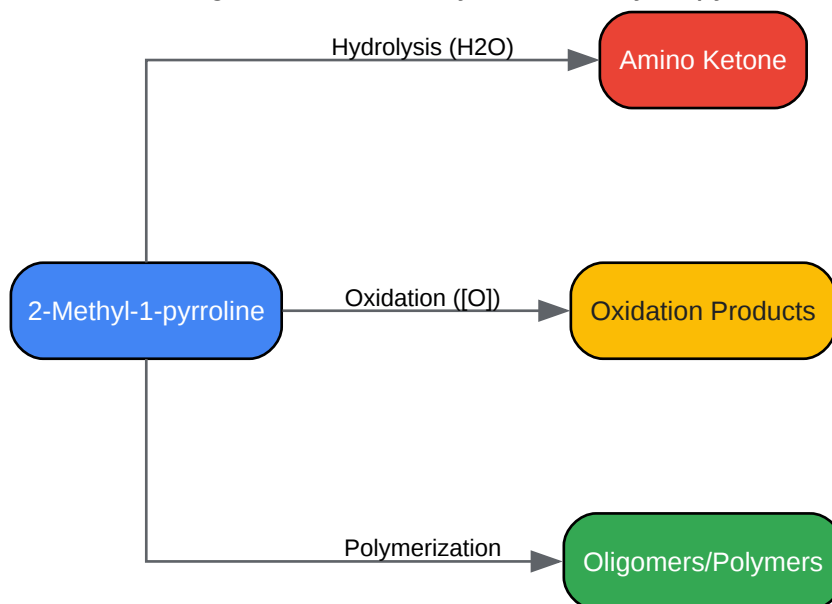 Hydrolysis (H2O)
Amino Ketone
2-Methyl-1-pyrroline
Oxidation ([O])
Oxidation Products
Polymerization
Oligomers/Polymers